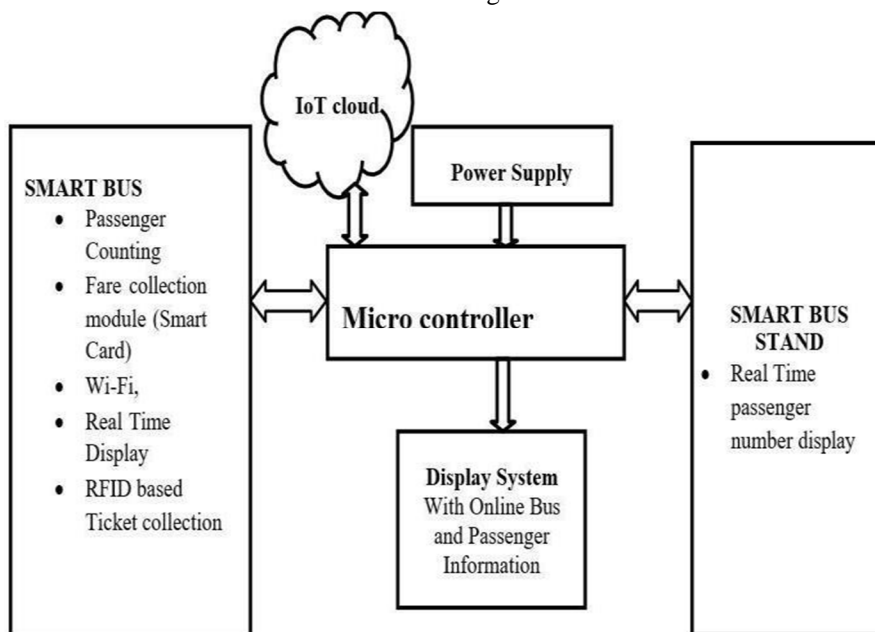 IoT cloud
Power Supply
SMART BUS
• Passenger
Counting
• Fare collection
module (Smart
Card)
• Wi-Fi,
• Real Time
Display
• RFID based
Ticket collection
Micro controller
SMART BUS
STAND
• Real Time
passenger
number display
Display System
With Online Bus
and Passenger
Information